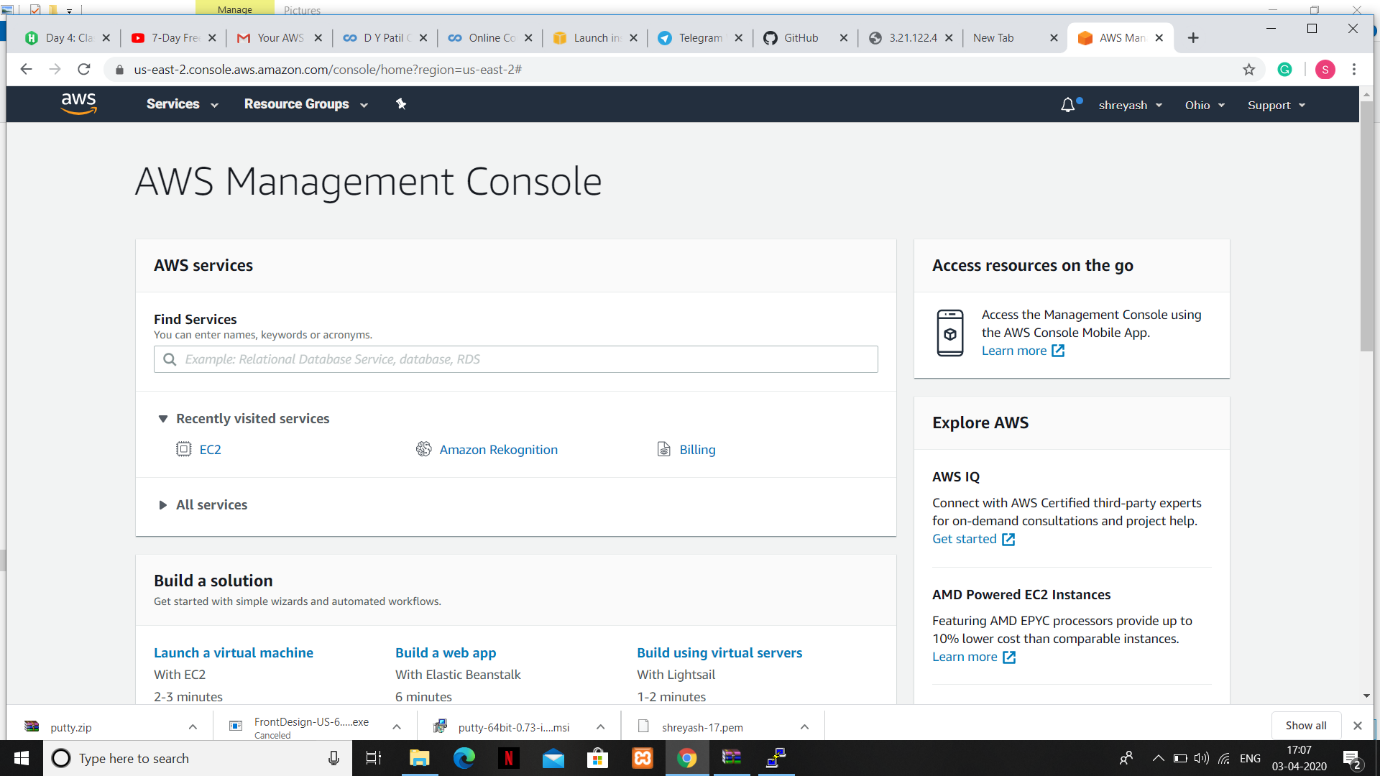 Manage
Pictures
Day 4: Cla
7-Day Fre
Your AWS
D Y Patil
Online Co
Launch in
Telegram
GitHub
3.21.122.4
New Tab
AWS Man
us-east-2.console.aws.amazon.com/console/home?region=us-east-2#
S
aws
Services
Resource Groups
shreyash
Ohio
Support
AWS Management Console
AWS services
Find Services
You can enter names, keywords or acronyms.
Example: Relational Database Service, database, RDS
Recently visited services
EC2
Amazon Rekognition
Billing
All services
Build a solution
Get started with simple wizards and automated workflows.
Launch a virtual machine
With EC2
2-3 minutes
Build a web app
With Elastic Beanstalk
6 minutes
Build using virtual servers
With Lightsail
1-2 minutes
Access resources on the go
Access the Management Console using
the AWS Console Mobile App.
Learn more
Explore AWS
AWS IQ
Connect with AWS Certified third-party experts
for on-demand consultations and project help.
Get started
AMD Powered EC2 Instances
Featuring AMD EPYC processors provide up to
10% lower cost than comparable instances.
Learn more
putty.zip
FrontDesign-US-6.....exe
Canceled
putty-64bit-0.73-i....msi
shreyash-17.pem
Show all
Type here to search
ENG
17:07
03-04-2020
2